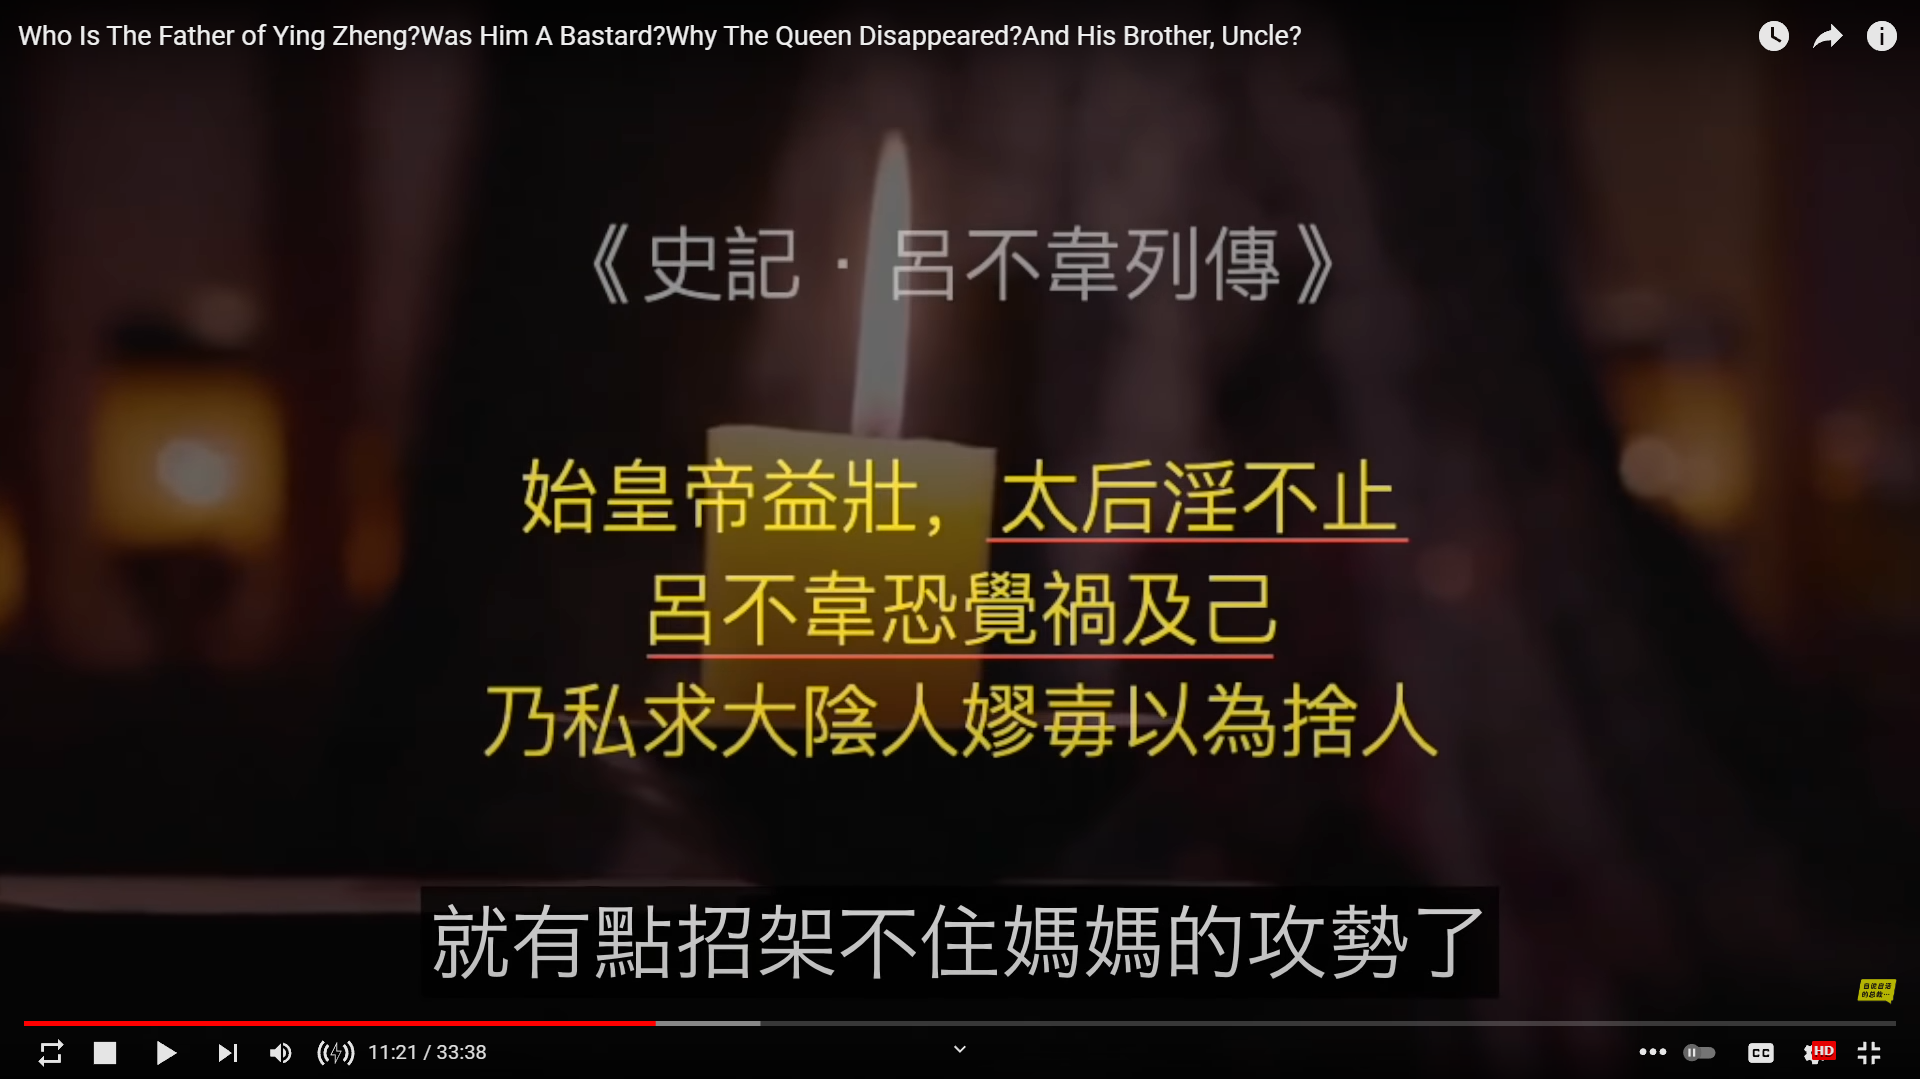 Who Is The Father of Ying Zheng?Was Him A Bastard?Why The Queen Disappeared?And His Brother, Uncle?
《史記·呂不韋列傳》
始皇帝益壯，太后淫不止
呂不韋恐覺禍及己
乃私求大陰人嫪毐以為捨人
就有點招架不住媽媽的攻勢了
11:21 / 33:38
CC
HD